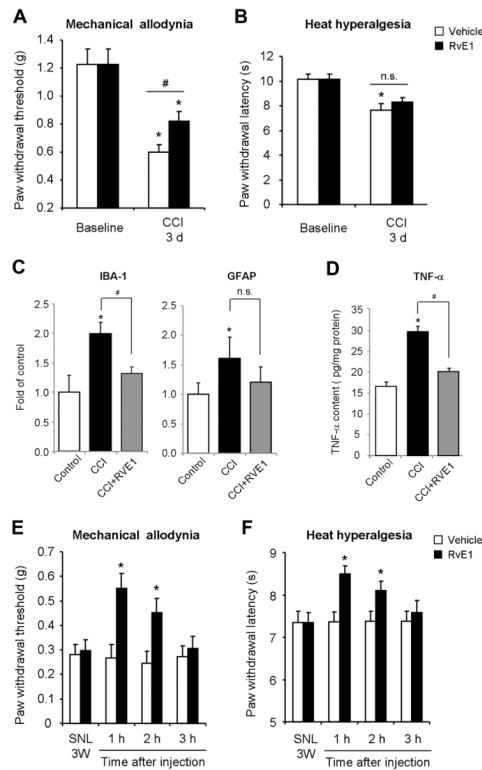 A
Mechanical allodynia
Paw withdrawal threshold (g)
1.4
1.2
1.0
0.8
0.6
0.4
0.2
#
*
*
Baseline
CCI
3 d
B
Heat hyperalgesia
Vehicle
RvE1
Paw withdrawal latency (s)
12
10
8
6
4
2
0
n.s.
*
Baseline
CCI
3 d
C
IBA-1
Fold of control
2.5
2.0
1.5
1.0
0.5
0.0
#
*
Control
CCI
CCI+RVE1
GFAP
2.5
2.0
1.5
1.0
0.5
0.0
n.s.
*
Control
CCI
CCI+RVE1
D
TNF-α
TNF-α content ( pg/mg protein)
35
30
25
20
15
10
5
0
#
*
Control
CCI
CCI+RVE1
E
Mechanical allodynia
Paw withdrawal threshold (g)
0.7
0.6
0.5
0.4
0.3
0.2
0.1
0
*
*
SNL
3W
1 h
2 h
3 h
Time after injection
F
Heat hyperalgesia
Vehicle
RvE1
Paw withdrawal latency (s)
9
8
7
6
5
*
*
SNL
3W
1 h
2 h
3 h
Time after injection